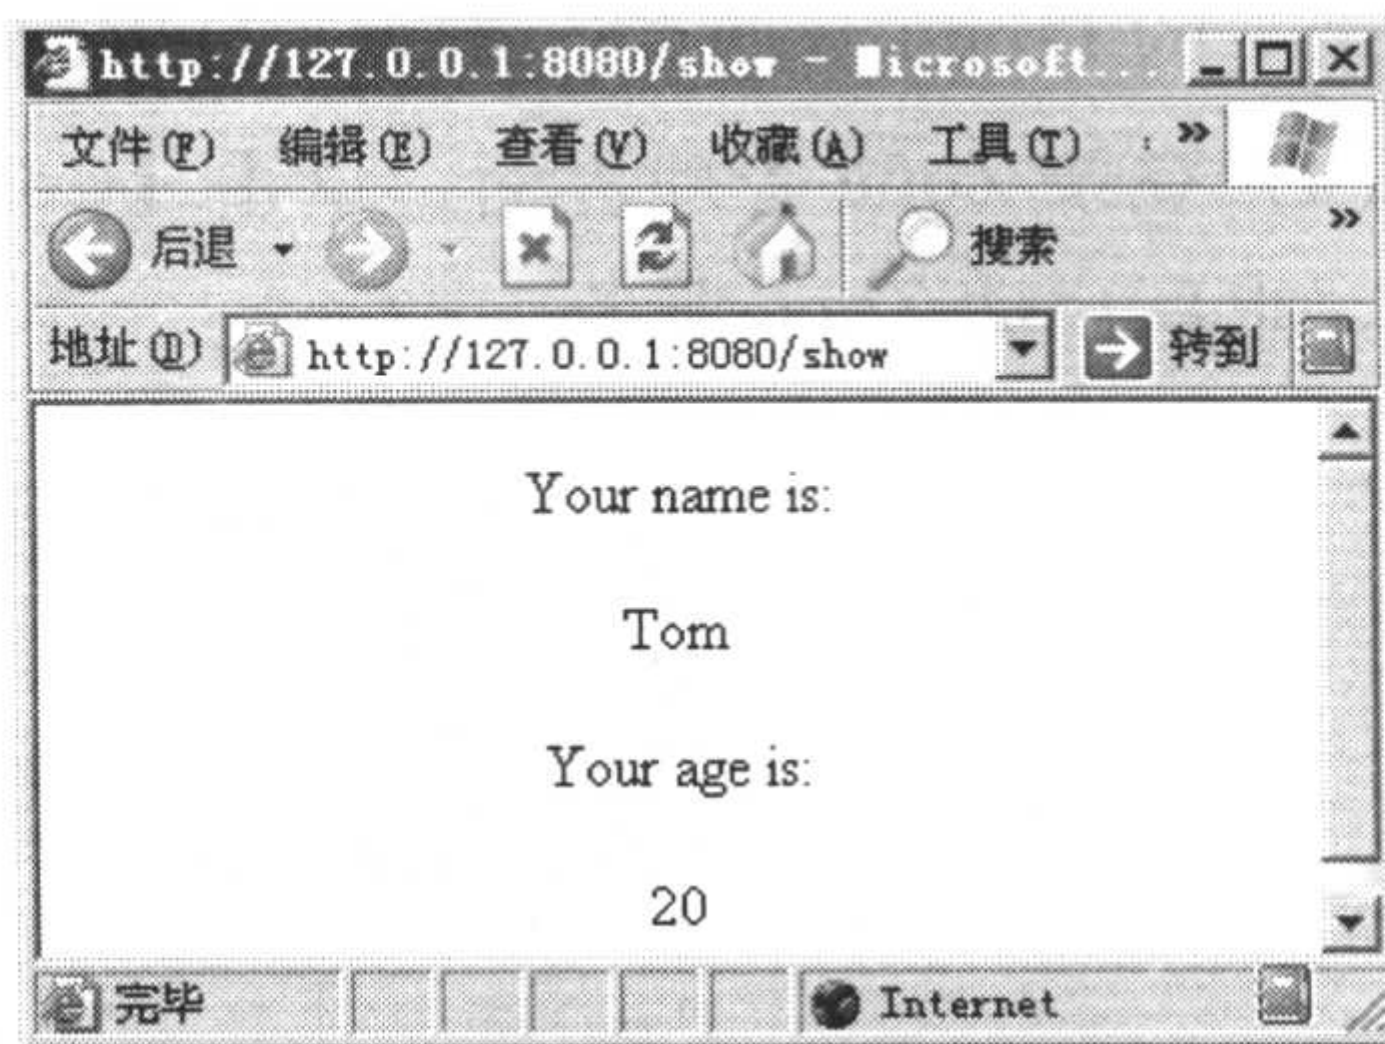 http://127.0.0.1:8080/show - Microsoft...
文件(F) 编辑(E) 查看(V) 收藏(A) 工具(T) »
后退 搜索 »
地址(D) http://127.0.0.1:8080/show 转到
Your name is:
Tom
Your age is:
20
完毕 Internet